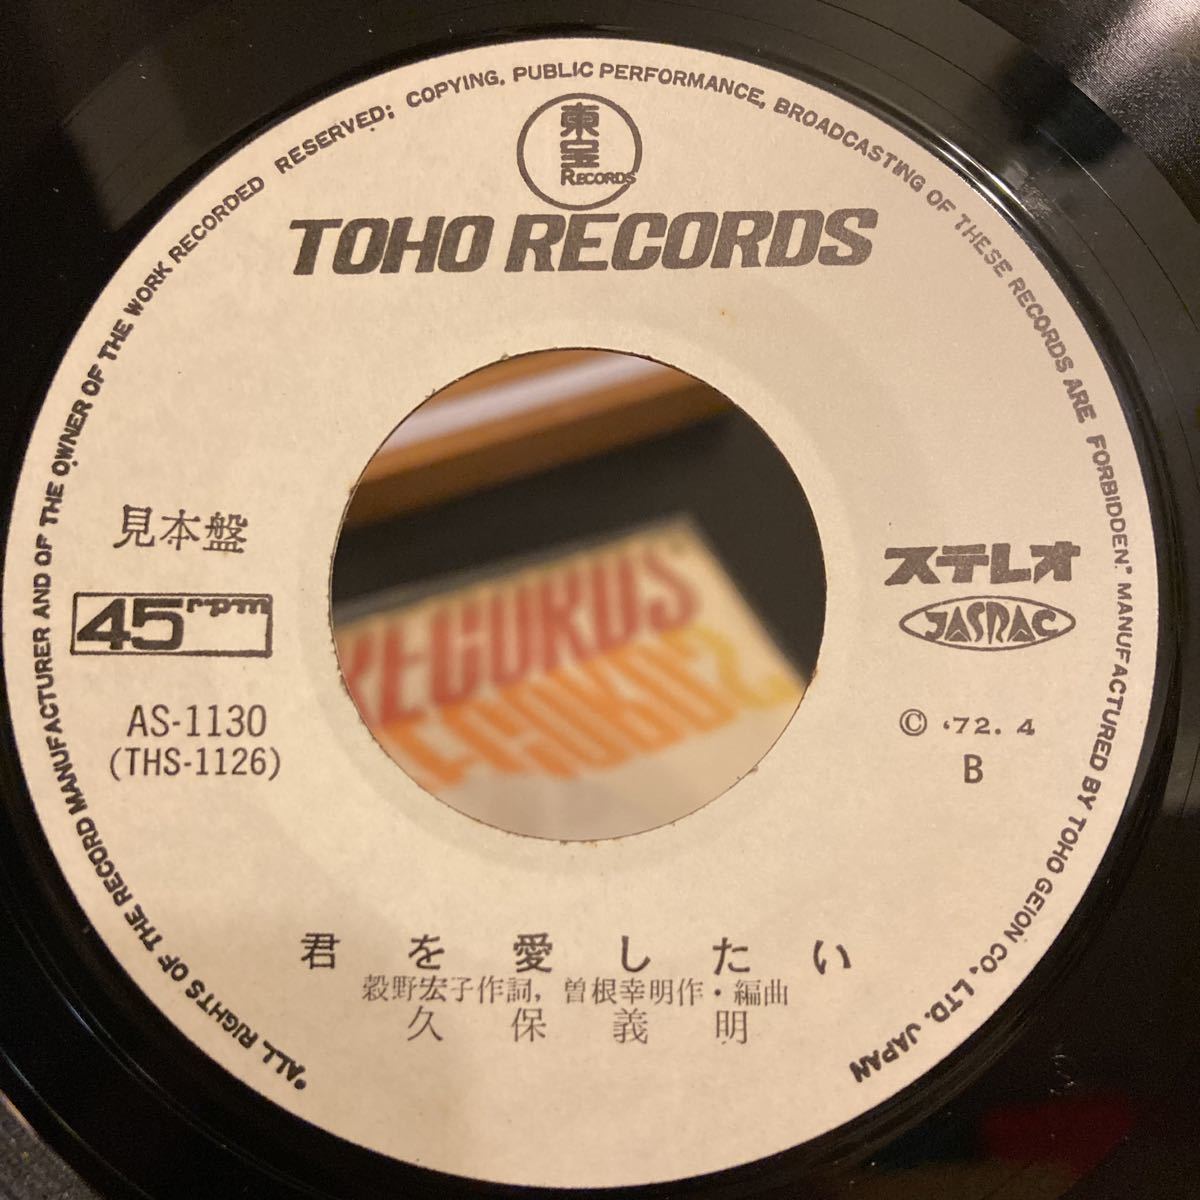 "ALL RIGHTS OF THE RECORD MANUFACTURER AND OF THE OWNER OF THE WORK RECORDED RESERVED; COPYING, PUBLIC PERFORMANCE, BROADCASTING OF THESE RECORDS ARE FORBIDDEN." MANUFACTURED BY TOHO GEION CO., LTD. JAPAN
東宝
RECORDS
TOHO RECORDS
見本盤
45rpm
AS-1130
(THS-1126)
ステレオ
JASRAC
© '72.4
B
RECORDS
君を愛したい
穀野宏子作詞, 曽根幸明作・編曲
久保義明